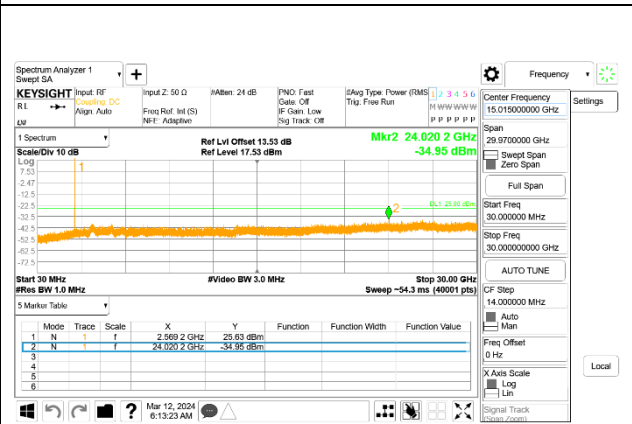 Spectrum Analyzer 1
Swept SA
+
Frequency
KEYSIGHT
Input: RF
Coupling: DC
Align: Auto
Input Z: 50 Ω
Freq Ref: Int (S)
NFE: Adaptive
#Atten: 24 dB
PNO: Fast
Gate: Off
IF Gain: Low
Sig Track: Off
#Avg Type: Power (RMS
Trig: Free Run
1 2 3 4 5 6
M W W W W W
P P P P P P
R L
Center Frequency
15.015000000 GHz
Settings
Span
29.9700000 GHz
Swept Span
Zero Span
Full Span
Start Freq
30.000000 MHz
Stop Freq
30.000000000 GHz
AUTO TUNE
CF Step
14.000000 MHz
Auto
Man
Freq Offset
0 Hz
X Axis Scale
Log
Lin
Signal Track
(Span Zoom)
Local
1 Spectrum
Scale/Div 10 dB
Ref Lvl Offset 13.53 dB
Ref Level 17.53 dBm
Mkr2 24.020 2 GHz
-34.95 dBm
Log
7.53
-2.47
-12.5
-22.5
-32.5
-42.5
-52.5
-62.5
-72.5
1
2
Start 30 MHz
#Res BW 1.0 MHz
#Video BW 3.0 MHz
Stop 30.00 GHz
Sweep ~54.3 ms (40001 pts)
5 Marker Table
Mode Trace Scale X Y Function Function Width Function Value
1 N 1 f 2.569 2 GHz 25.63 dBm
2 N 1 f 24.020 2 GHz -34.95 dBm
3
4
5
6
?
Mar 12, 2024
6:13:23 AM